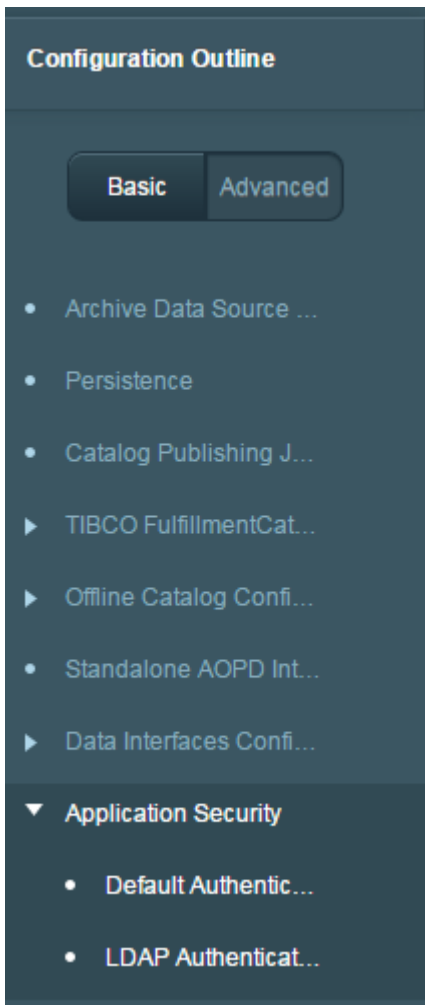 Configuration Outline
Basic Advanced
Archive Data Source ...
Persistence
Catalog Publishing J...
TIBCO FulfillmentCat...
Offline Catalog Confi...
Standalone AOPD Int...
Data Interfaces Confi...
Application Security
Default Authentic...
LDAP Authenticat...